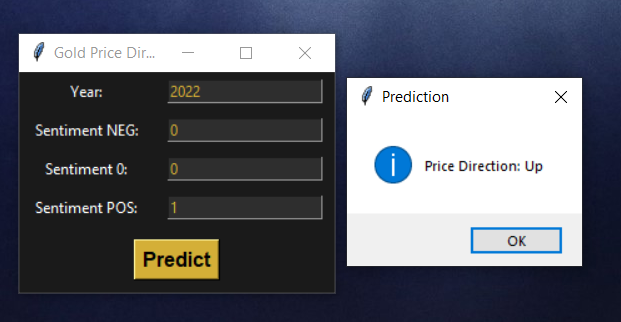 Gold Price Dir...
Year: 2022
Sentiment NEG: 0
Sentiment 0: 0
Sentiment POS: 1
Predict
Prediction
Price Direction: Up
OK